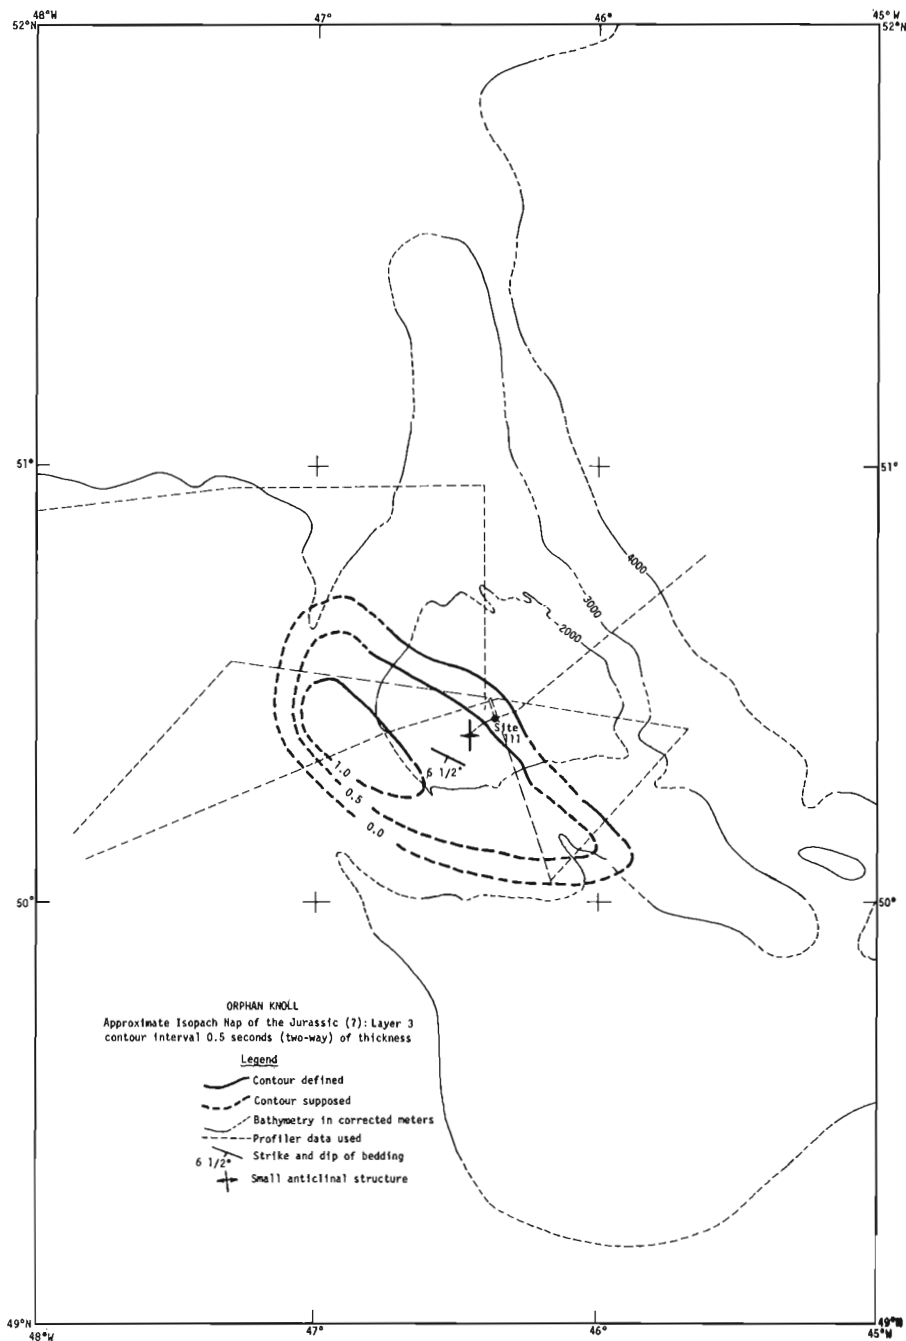 48°W
47°
46°
45°W
52°N
52°N
51°
51°
4000
3000
2000
Site
111
6 1/2°
1.0
0.5
0.0
50°
50°
ORPHAN KNOLL
Approximate Isopach Map of the Jurassic (?): Layer 3
contour interval 0.5 seconds (two-way) of thickness
Legend
Contour defined
Contour supposed
Bathymetry in corrected meters
Profiler data used
6 1/2° Strike and dip of bedding
Small anticlinal structure
49°N
49°N
48°W
47°
46°
45°W